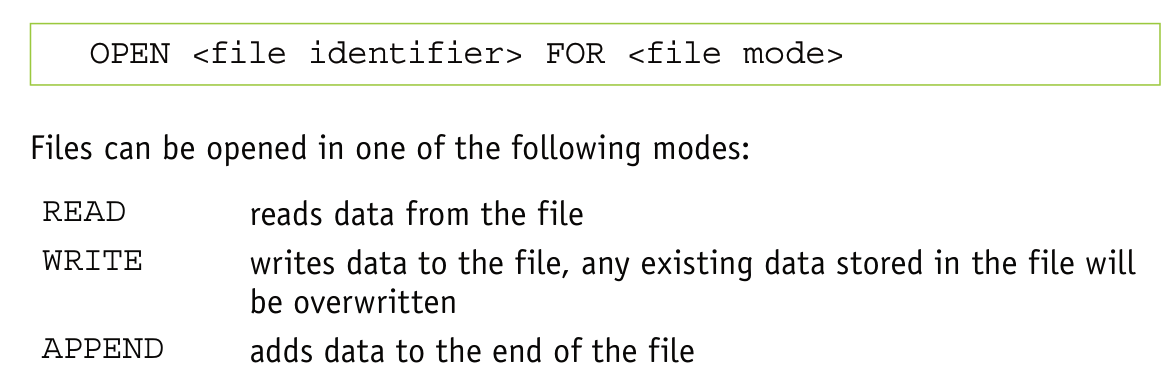 OPEN <file identifier> FOR <file mode>
Files can be opened in one of the following modes:
READ reads data from the file
WRITE writes data to the file, any existing data stored in the file will
be overwritten
APPEND adds data to the end of the file